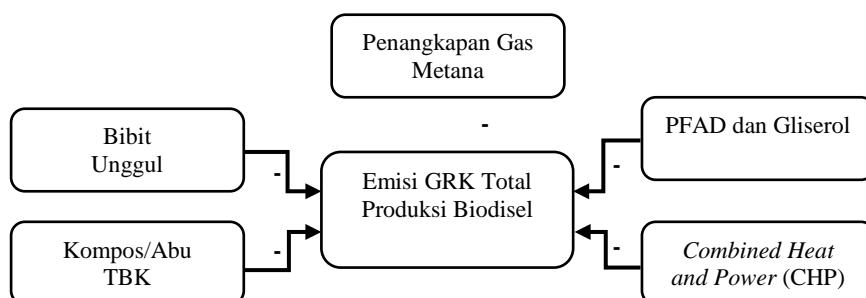 Penangkapan Gas
Metana
-
Bibit
Unggul
-
PFAD dan Gliserol
-
Emisi GRK Total
Produksi Biodisel
Kompos/Abu
TBK
-
Combined Heat
and Power (CHP)
-